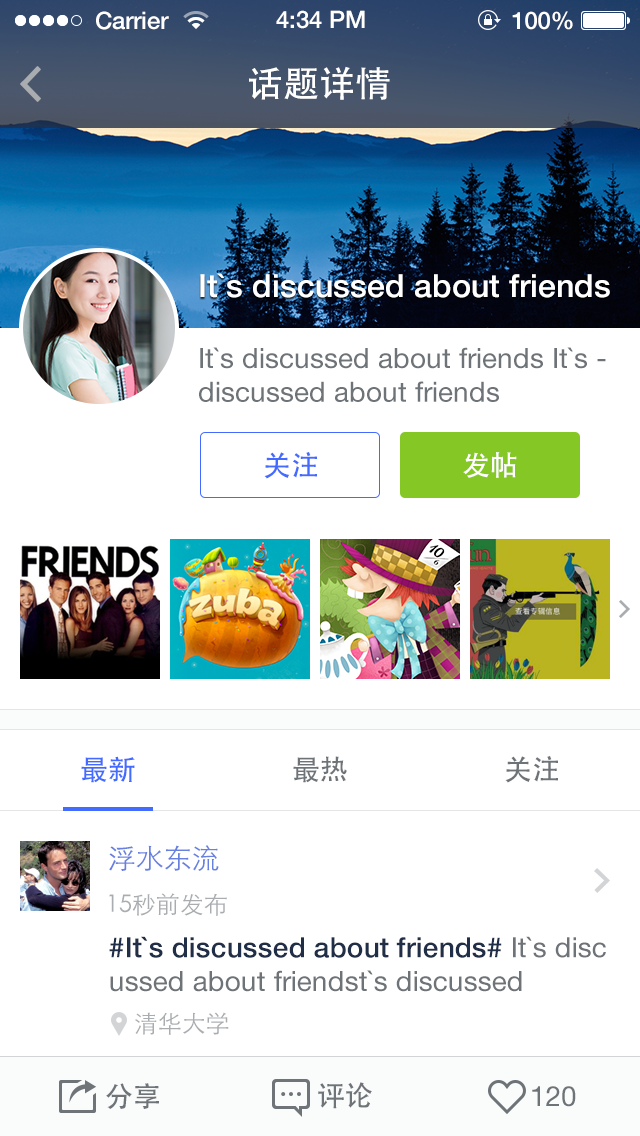 Carrier 4:34 PM 100%
话题详情
It`s discussed about friends
It`s discussed about friends It`s -
discussed about friends
关注 发帖
FRIENDS
zuba
10
6
查看专辑信息
最新 最热 关注
浮水东流
15秒前发布
#It`s discussed about friends# It`s disc
ussed about friendst`s discussed
清华大学
分享 评论 120